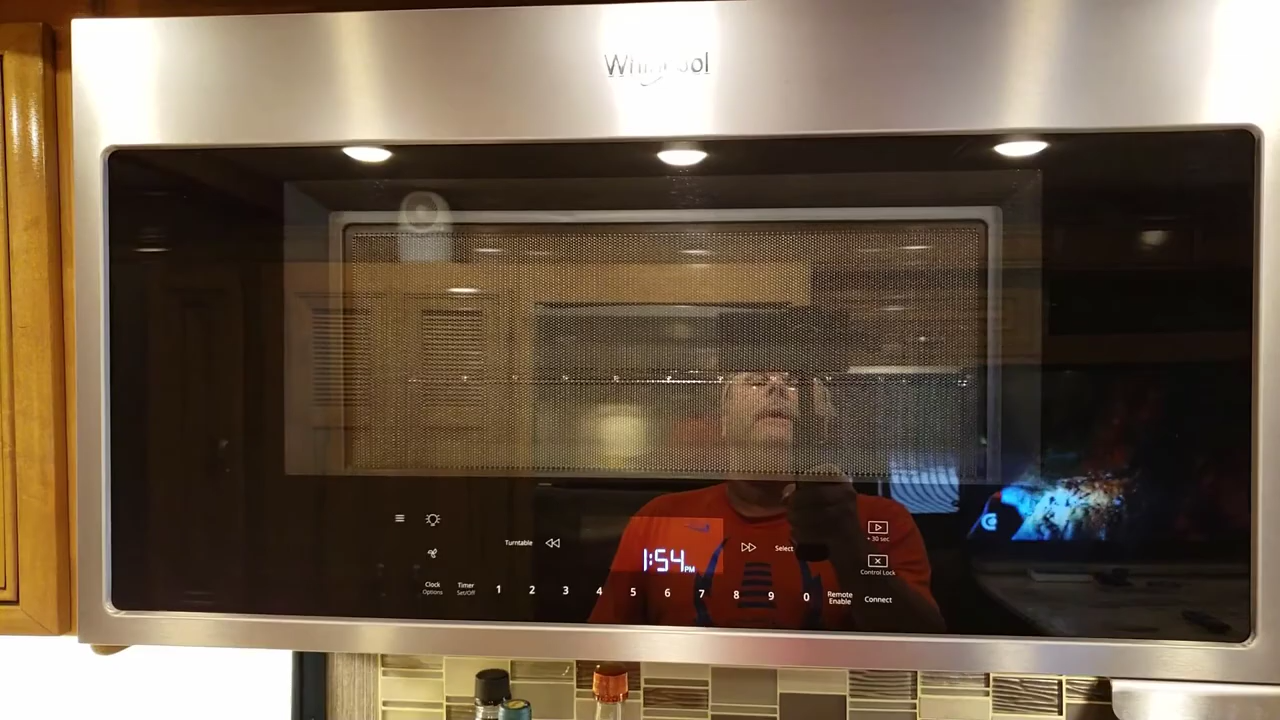 Whirlpool
Turntable
Select
+ 30 sec
1:54 PM
Control Lock
Clock
Options
Timer
Set/Off
1 2 3 4 5 6 7 8 9 0
Remote
Enable
Connect